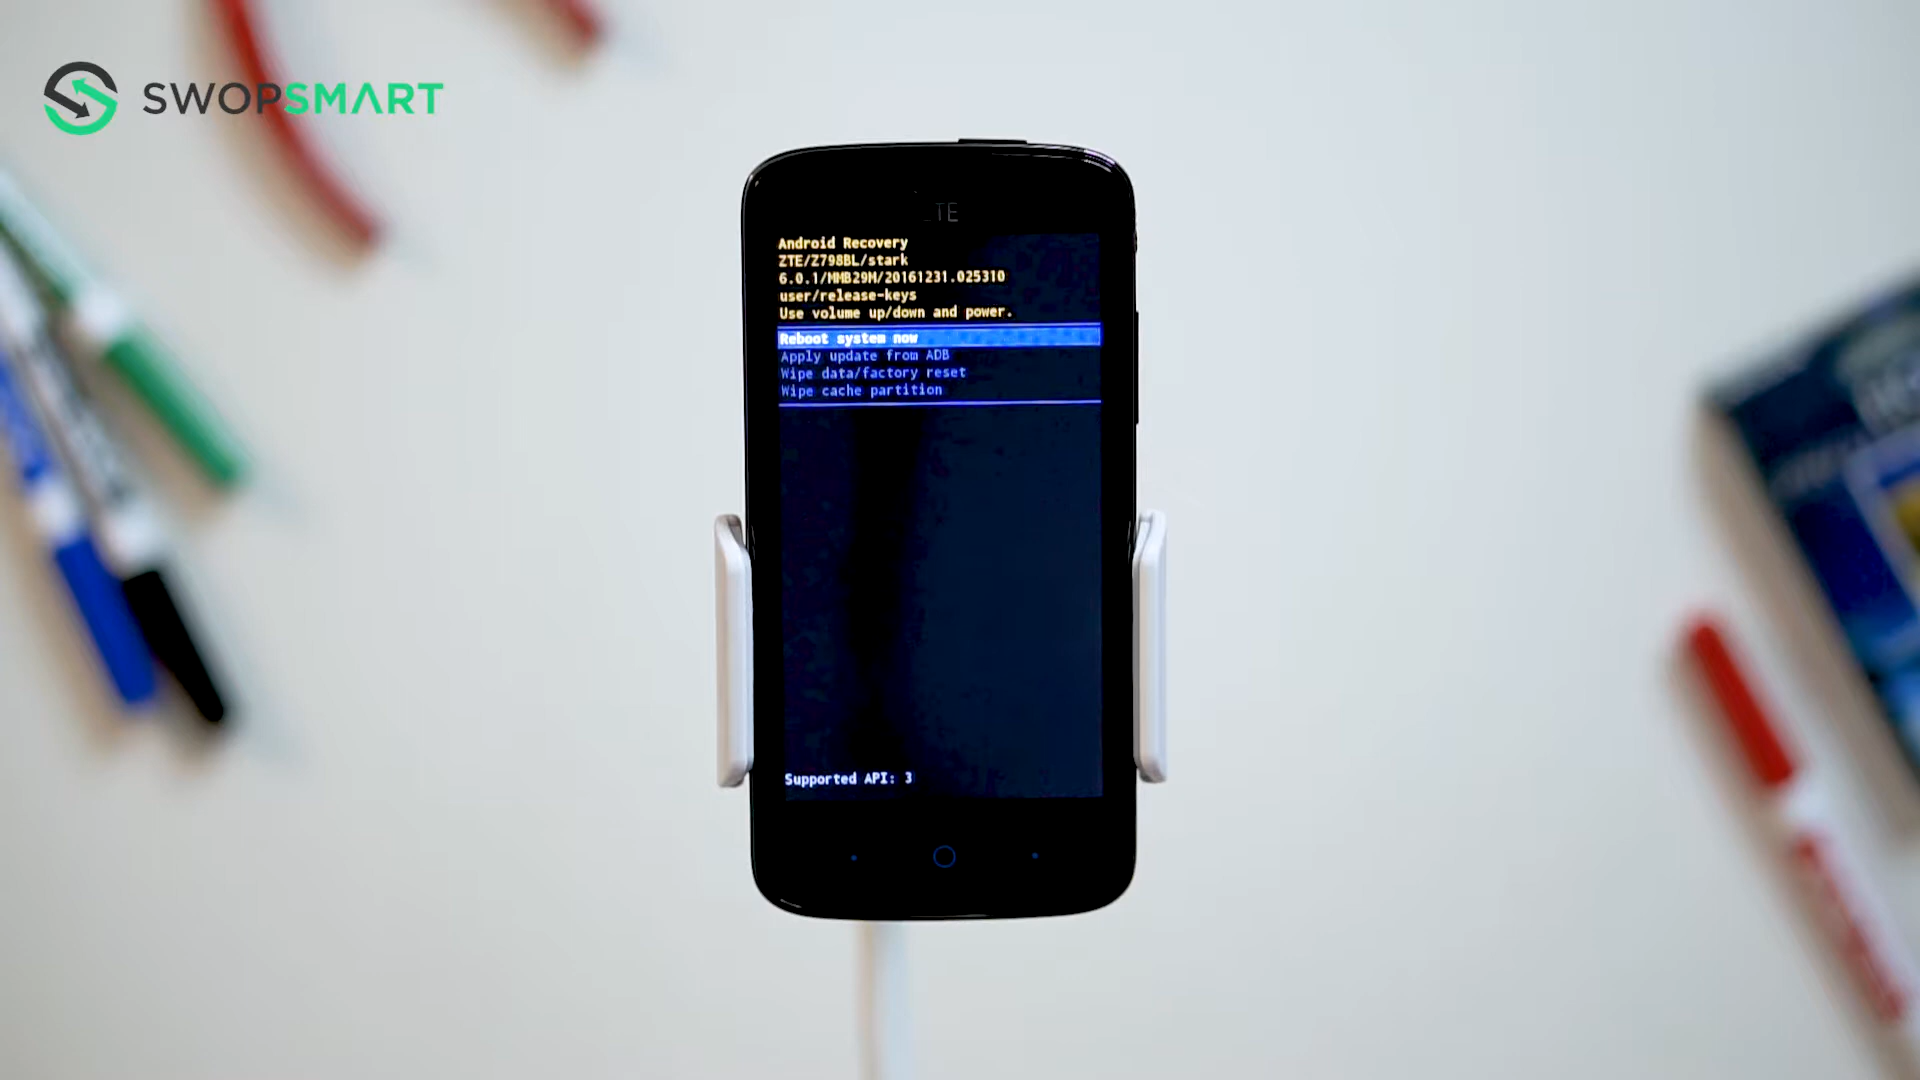 SWOPSMART
ZTE
Android Recovery
ZTE/Z798BL/stark
6.0.1/MMB29M/20161231.025310
user/release-keys
Use volume up/down and power.
Reboot system now
Apply update from ADB
Wipe data/factory reset
Wipe cache partition
Supported API: 3